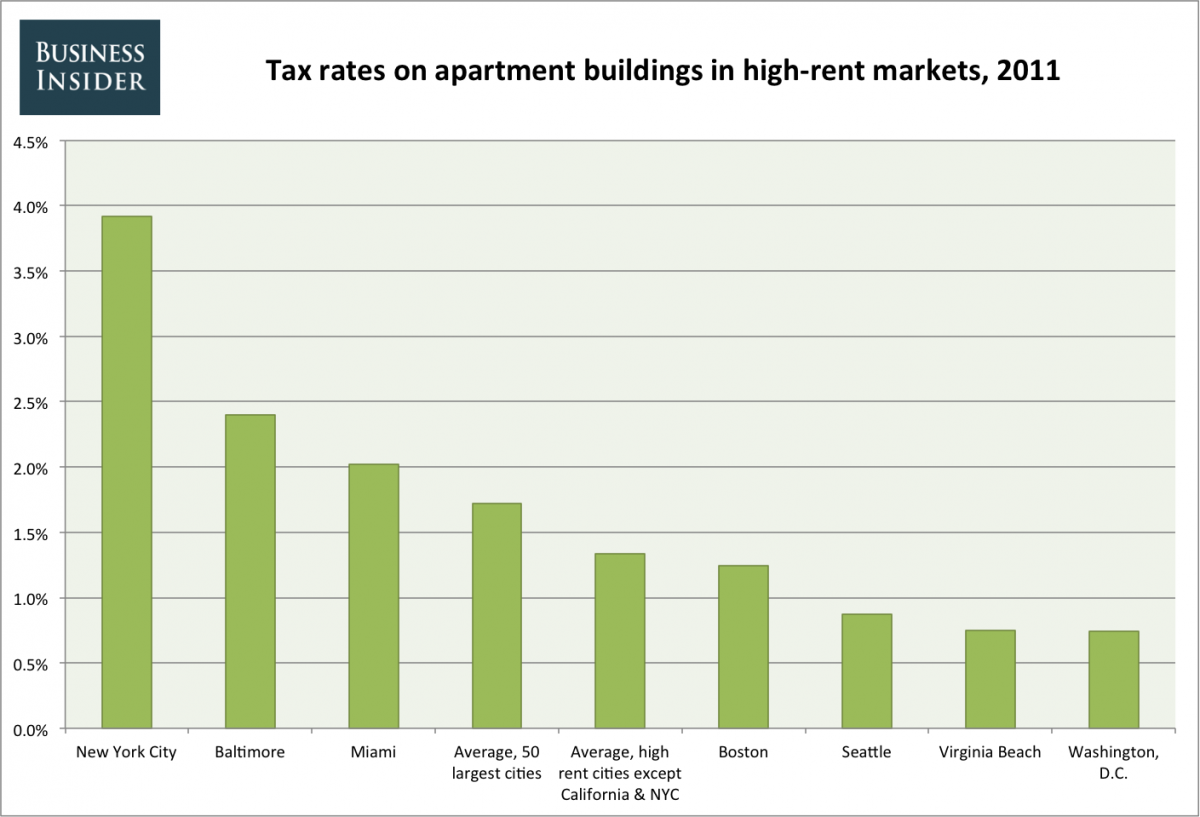 BUSINESS
INSIDER
Tax rates on apartment buildings in high-rent markets, 2011
4.5%
4.0%
3.5%
3.0%
2.5%
2.0%
1.5%
1.0%
0.5%
0.0%
New York City
Baltimore
Miami
Average, 50
largest cities
Average, high
rent cities except
California & NYC
Boston
Seattle
Virginia Beach
Washington,
D.C.